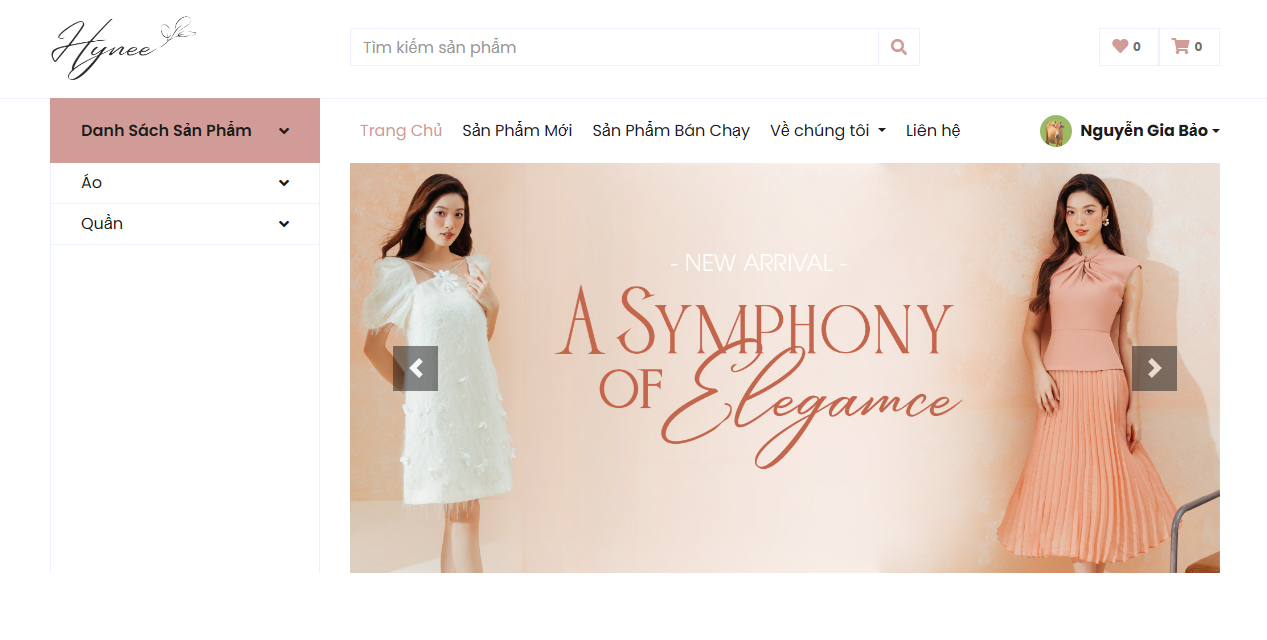 Hynee
Tìm kiếm sản phẩm
0
0
Danh Sách Sản Phẩm
Trang Chủ
Sản Phẩm Mới
Sản Phẩm Bán Chạy
Về chúng tôi
Liên hệ
Nguyễn Gia Bảo
Áo
Quần
- NEW ARRIVAL -
A SYMPHONY
OF Elegamce